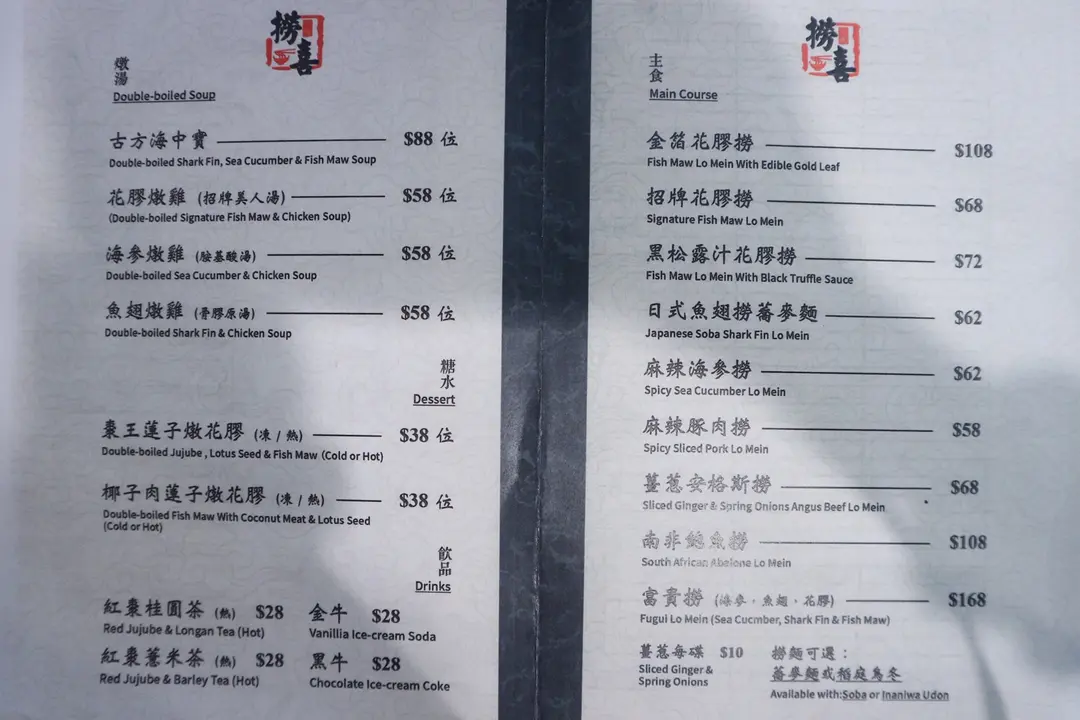 撈喜
燉湯
Double-boiled Soup
古方海中寶 $88 位
Double-boiled Shark Fin, Sea Cucumber & Fish Maw Soup
花膠燉雞 (招牌美人湯) $58 位
(Double-boiled Signature Fish Maw & Chicken Soup)
海參燉雞 (胺基酸湯) $58 位
Double-boiled Sea Cucumber & Chicken Soup
魚翅燉雞 (骨膠原湯) $58 位
Double-boiled Shark Fin & Chicken Soup
糖水
Dessert
棗王蓮子燉花膠 (凍 / 熱) $38 位
Double-boiled Jujube , Lotus Seed & Fish Maw (Cold or Hot)
椰子肉蓮子燉花膠 (凍 / 熱) $38 位
Double-boiled Fish Maw With Coconut Meat & Lotus Seed
(Cold or Hot)
飲品
Drinks
紅棗桂圓茶 (熱) $28 金牛 $28
Red Jujube & Longan Tea (Hot) Vanillia Ice-cream Soda
紅棗薏米茶 (熱) $28 黑牛 $28
Red Jujube & Barley Tea (Hot) Chocolate Ice-cream Coke
撈喜
主食
Main Course
金箔花膠撈 $108
Fish Maw Lo Mein With Edible Gold Leaf
招牌花膠撈 $68
Signature Fish Maw Lo Mein
黑松露汁花膠撈 $72
Fish Maw Lo Mein With Black Truffle Sauce
日式魚翅撈蕎麥麵 $62
Japanese Soba Shark Fin Lo Mein
麻辣海參撈 $62
Spicy Sea Cucumber Lo Mein
麻辣豚肉撈 $58
Spicy Sliced Pork Lo Mein
薑蔥安格斯撈 $68
Sliced Ginger & Spring Onions Angus Beef Lo Mein
南非鮑魚撈 $108
South African Abalone Lo Mein
富貴撈 (海參，魚翅，花膠) $168
Fugui Lo Mein (Sea Cucmber, Shark Fin & Fish Maw)
薑蔥每碟 $10
Sliced Ginger &
Spring Onions
撈麵可選：
蕎麥麵或稻庭烏冬
Available with:Soba or Inaniwa Udon